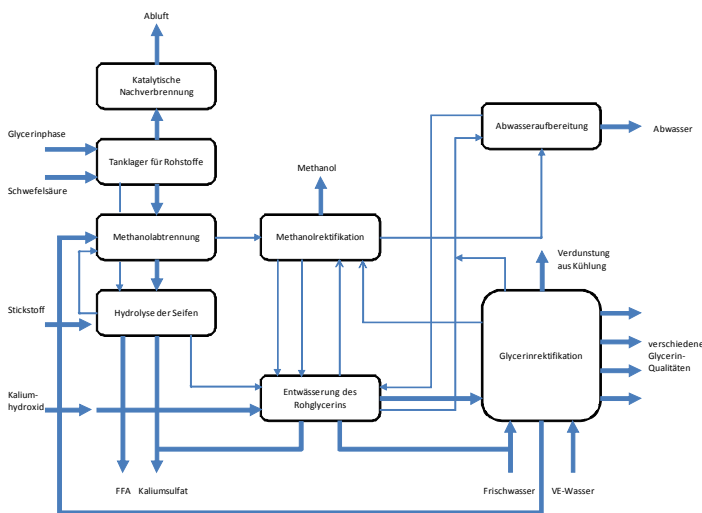 Abluft
Katalytische
Nachverbrennung
Glycerinphase
Tanklager für Rohstoffe
Schwefelsäure
Abwasseraufbereitung
Abwasser
Methanol
Methanolabtrennung
Methanolrektifikation
Verdunstung
aus Kühlung
Stickstoff
Hydrolyse der Seifen
Glycerinrektifikation
verschiedene
Glycerin-
Qualitäten
Kalium-
hydroxid
Entwässerung des
Rohglycerins
FFA
Kaliumsulfat
Frischwasser
VE-Wasser